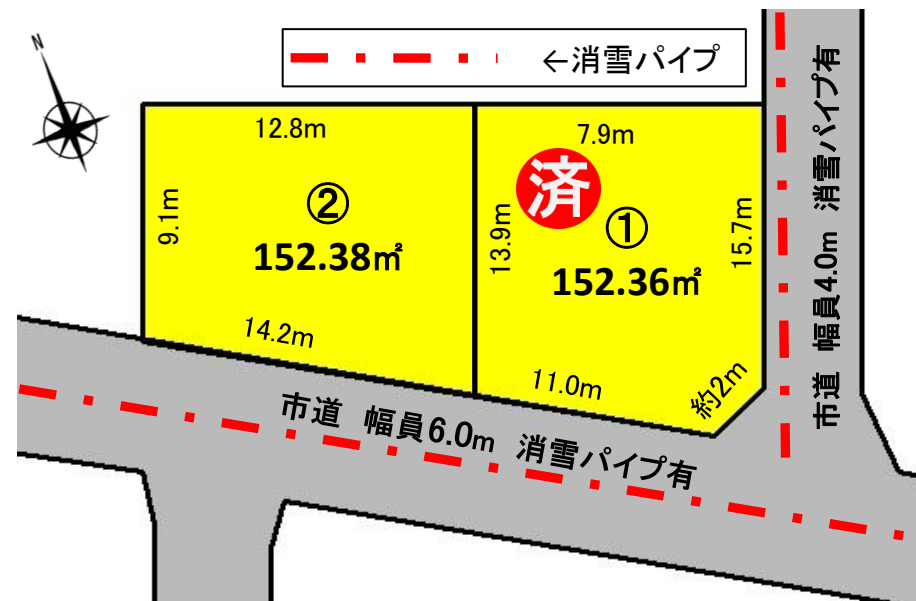 N
←消雪パイプ
12.8m
9.1m
②
152.38㎡
14.2m
7.9m
済
13.9m
①
152.36㎡
15.7m
11.0m
約2m
市道 幅員4.0m 消雪パイプ有
市道 幅員6.0m 消雪パイプ有